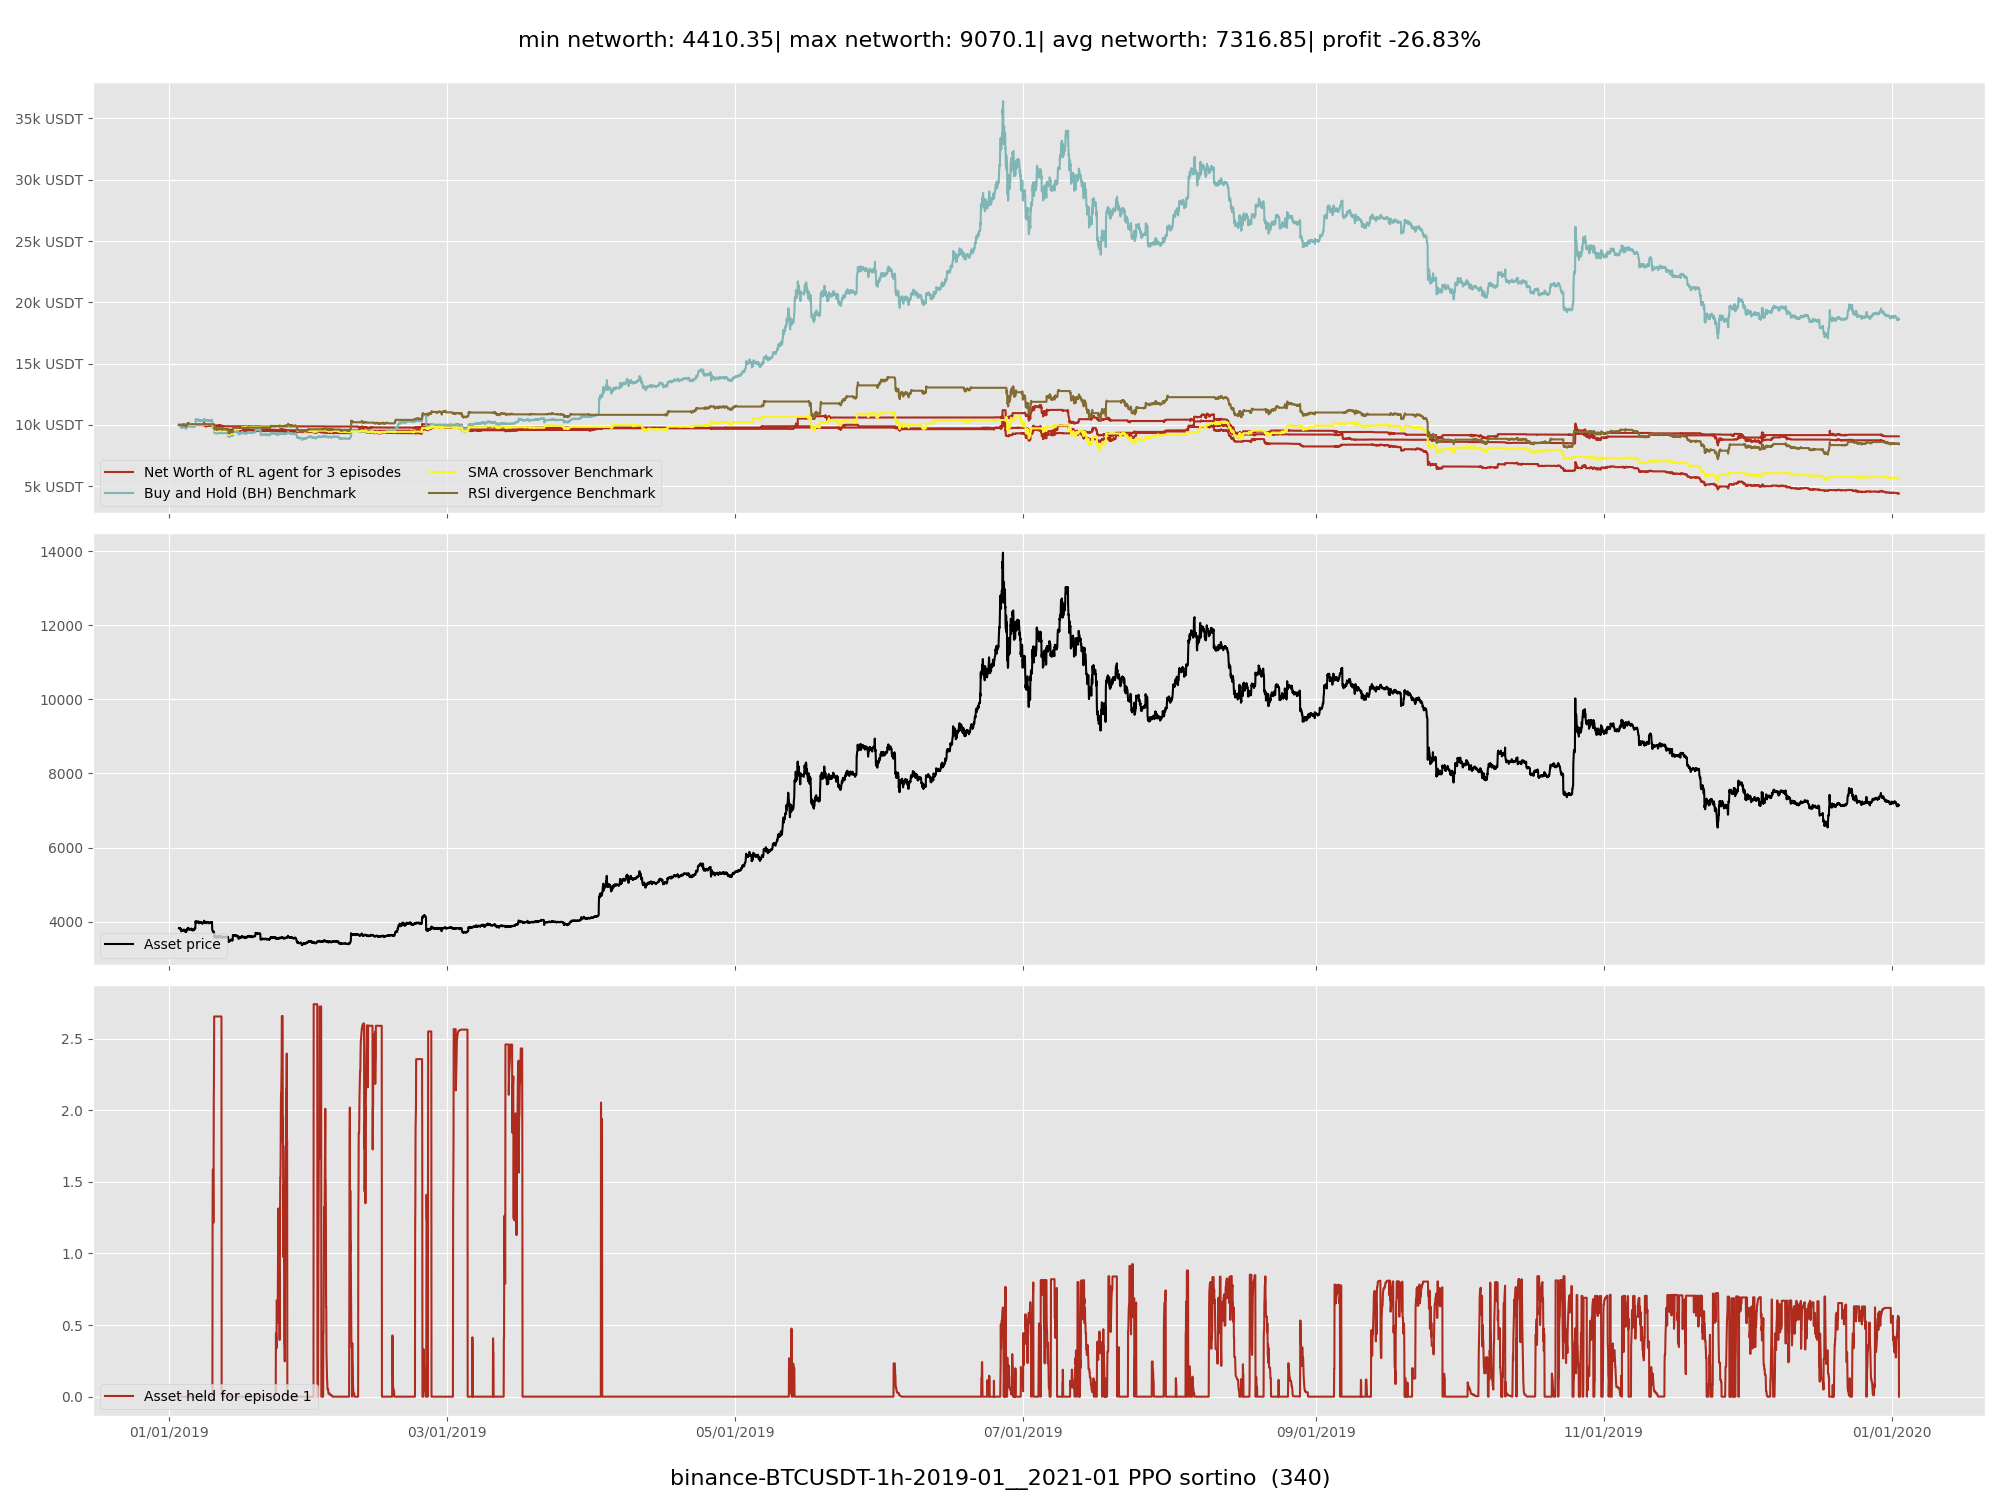 min networth: 4410.35| max networth: 9070.1| avg networth: 7316.85| profit -26.83%
35k USDT
30k USDT
25k USDT
20k USDT
15k USDT
10k USDT
5k USDT
Net Worth of RL agent for 3 episodes
Buy and Hold (BH) Benchmark
SMA crossover Benchmark
RSI divergence Benchmark
14000
12000
10000
8000
6000
4000
Asset price
2.5
2.0
1.5
1.0
0.5
0.0
Asset held for episode 1
01/01/2019 03/01/2019 05/01/2019 07/01/2019 09/01/2019 11/01/2019 01/01/2020
binance-BTCUSDT-1h-2019-01__2021-01 PPO sortino (340)